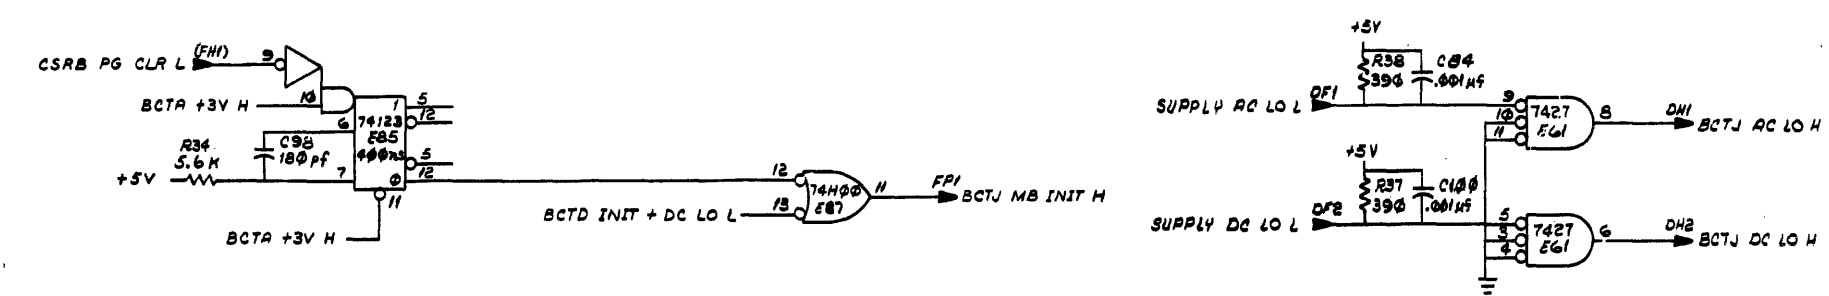 CSRB PG CLR L (FH1) 9
BCTA +3V H 10
1 5
74123 12
E85
400ns
6
C98
180pf
R34
5.6K
+5V
7
5
0 12
11
BCTA +3V H
12
74H00
E87
11
FP1
BCTJ MB INIT H
BCTD INIT + DC LO L 13
+5V
R38
390
C84
.001µf
SUPPLY AC LO L DF1
9
10
11
7427
E61
8
DH1
BCTJ AC LO H
+5V
R37
390
C100
.001µf
SUPPLY DC LO L DF2
5
3
4
7427
E61
6
DH2
BCTJ DC LO H